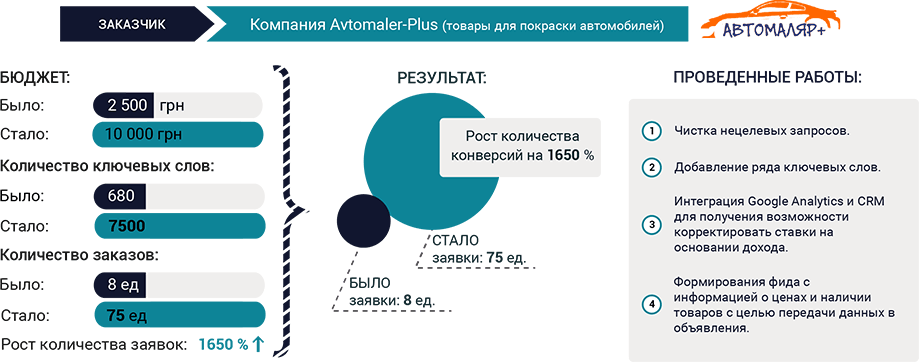 ЗАКАЗЧИК
Компания Avtomaler-Plus (товары для покраски автомобилей)
АВТОМАЛЯР+
БЮДЖЕТ:
Было:
2 500 грн
Стало:
10 000 грн
Количество ключевых слов:
Было:
680
Стало:
7500
Количество заказов:
Было:
8 ед
Стало:
75 ед
Рост количества заявок: 1650 % ↑
РЕЗУЛЬТАТ:
Рост количества
конверсий на 1650 %
СТАЛО
заявки: 75 ед.
БЫЛО
заявки: 8 ед.
ПРОВЕДЕННЫЕ РАБОТЫ:
1 Чистка нецелевых запросов.
2 Добавление ряда ключевых слов.
3 Интеграция Google Analytics и CRM
для получения возможности
корректировать ставки на
основании дохода.
4 Формирования фида с
информацией о ценах и наличии
товаров с целью передачи данных в
объявления.